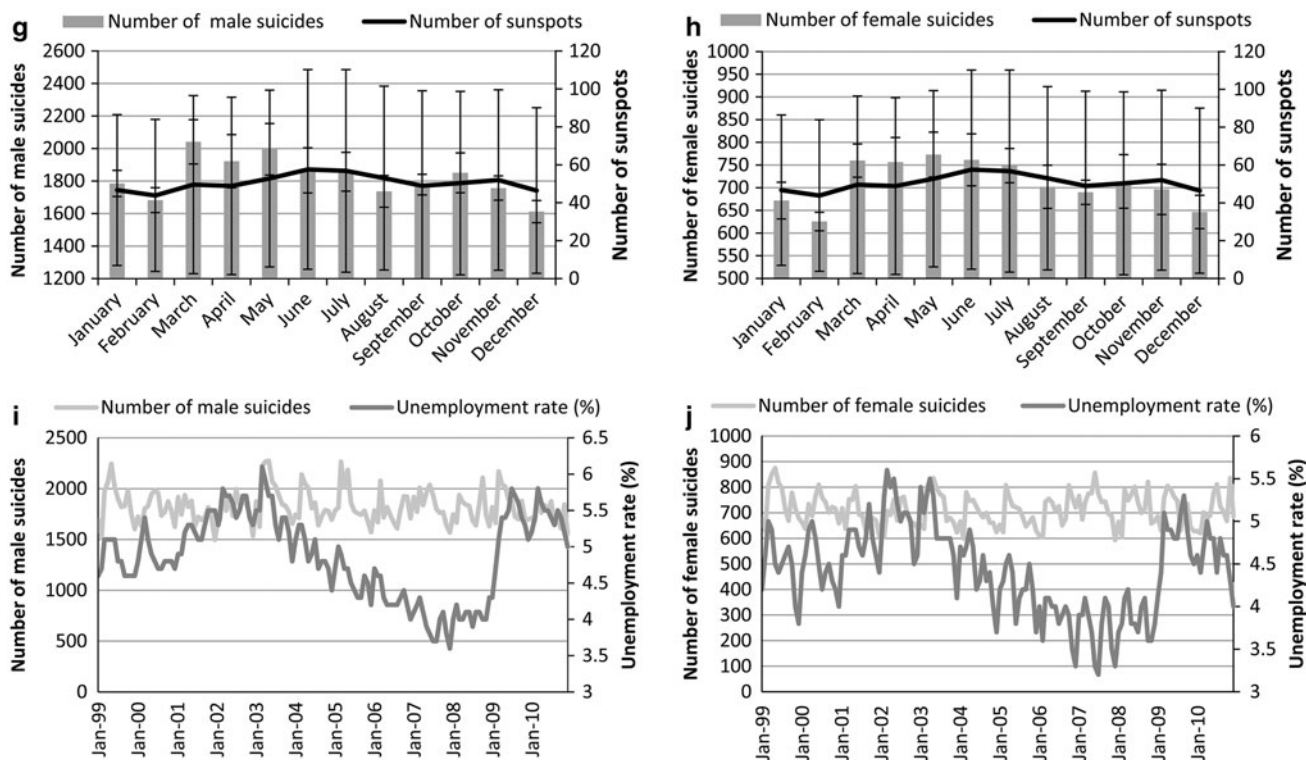 g
Number of male suicides
Number of sunspots
2600
2400
2200
2000
1800
1600
1400
1200
Number of male suicides
120
100
80
60
40
20
0
Number of sunspots
January
February
March
April
May
June
July
August
September
October
November
December
h
Number of female suicides
Number of sunspots
1000
950
900
850
800
750
700
650
600
550
500
Number of female suicides
120
100
80
60
40
20
0
Number of sunspots
January
February
March
April
May
June
July
August
September
October
November
December
i
Number of male suicides
Unemployment rate (%)
2500
2000
1500
1000
500
0
Number of male suicides
6.5
6
5.5
5
4.5
4
3.5
3
Unemployment rate (%)
Jan-99
Jan-00
Jan-01
Jan-02
Jan-03
Jan-04
Jan-05
Jan-06
Jan-07
Jan-08
Jan-09
Jan-10
j
Number of female suicides
Unemployment rate (%)
1000
900
800
700
600
500
400
300
200
100
0
Number of female suicides
6
5.5
5
4.5
4
3.5
3
Unemployment rate (%)
Jan-99
Jan-00
Jan-01
Jan-02
Jan-03
Jan-04
Jan-05
Jan-06
Jan-07
Jan-08
Jan-09
Jan-10